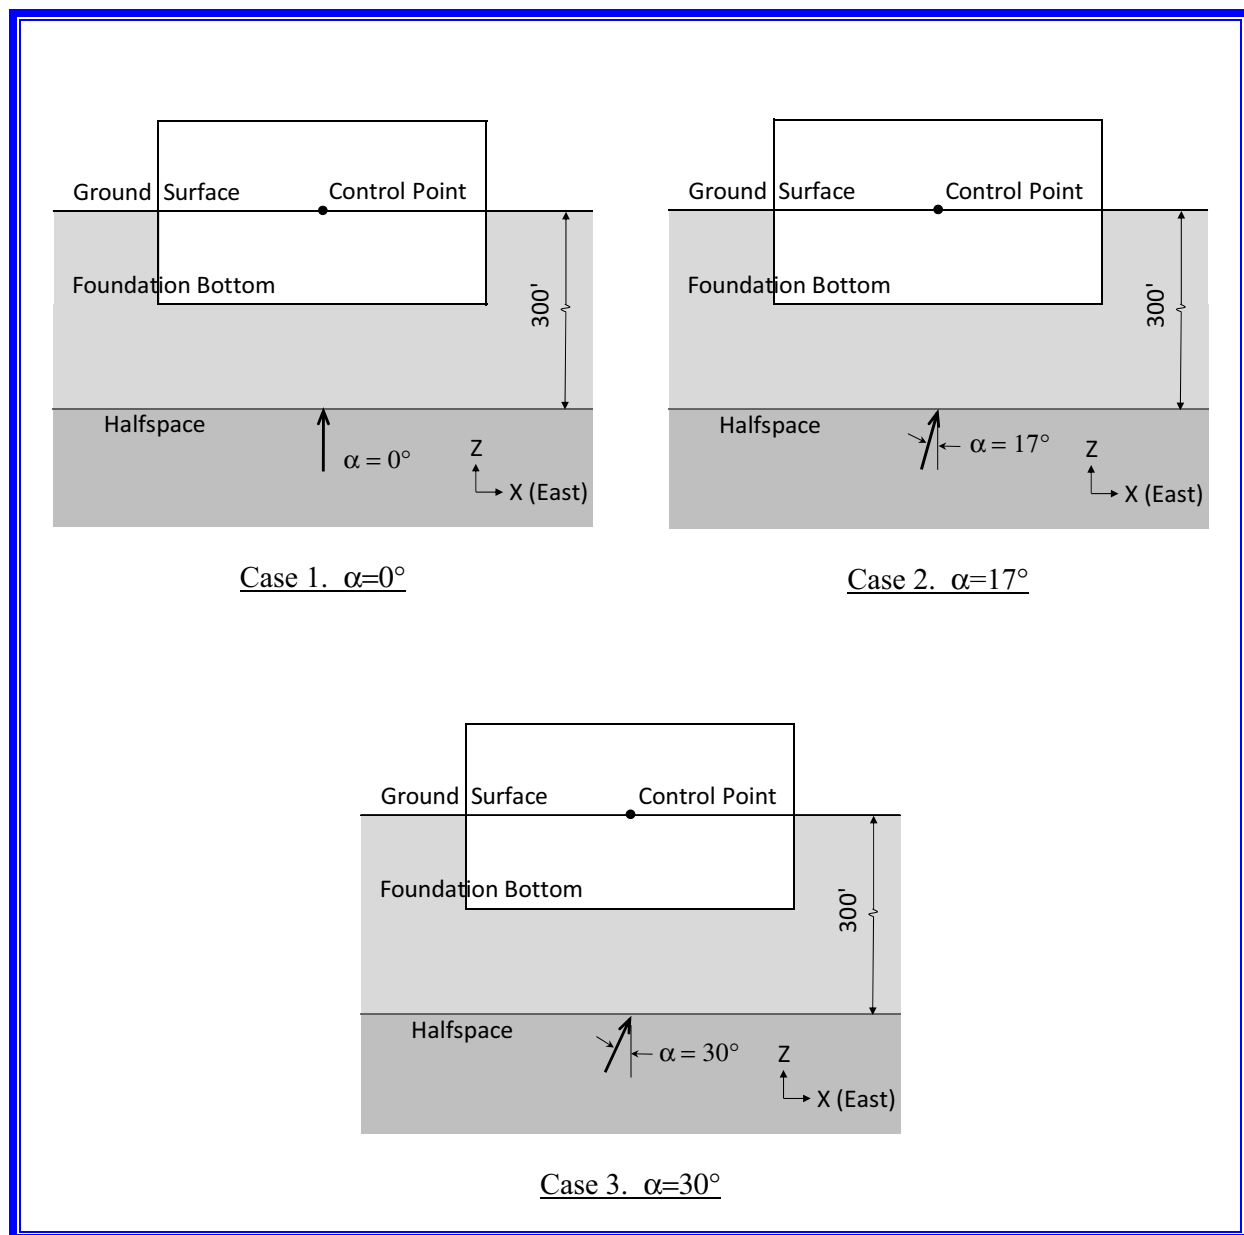 Ground Surface Control Point
Foundation Bottom
300'
Halfspace
α = 0°
Z
X (East)
Case 1. α=0°
Ground Surface Control Point
Foundation Bottom
300'
Halfspace
α = 17°
Z
X (East)
Case 2. α=17°
Ground Surface Control Point
Foundation Bottom
300'
Halfspace
α = 30°
Z
X (East)
Case 3. α=30°